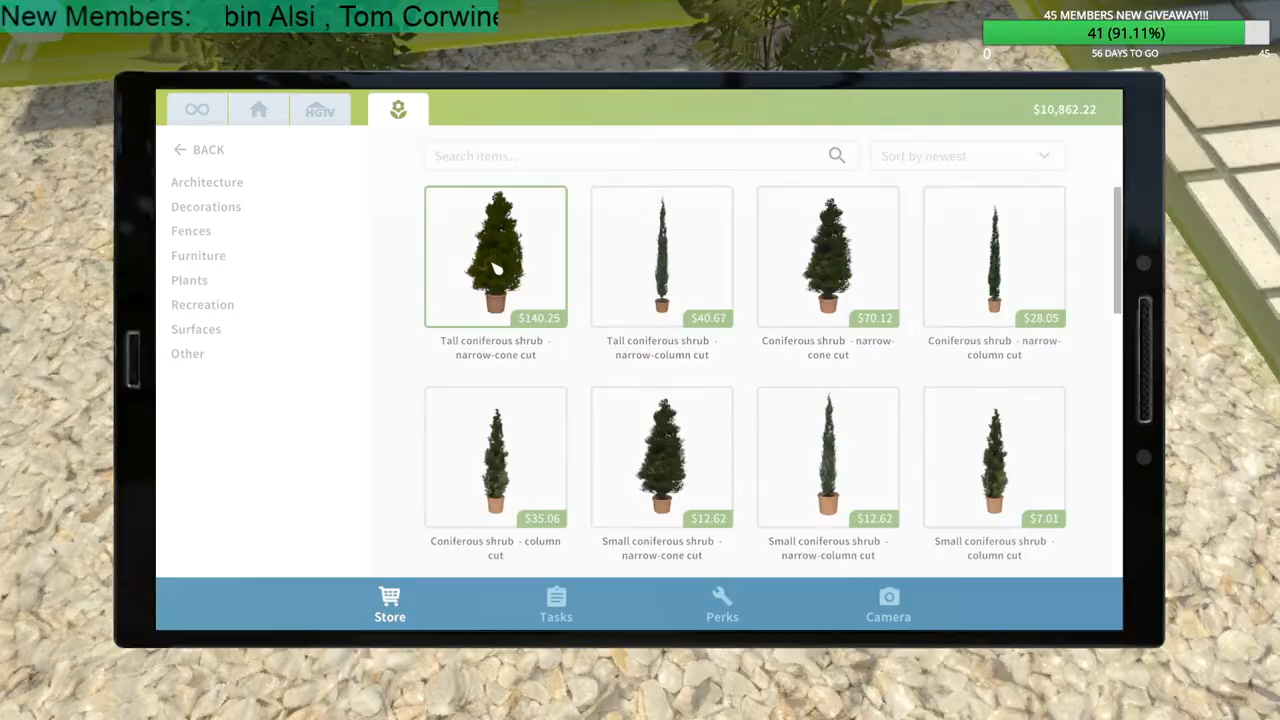 New Members: bin Alsi , Tom Corwine
45 MEMBERS NEW GIVEAWAY!!!
41 (91.11%)
0 56 DAYS TO GO 45
HGTV
$10,862.22
BACK
Search items...
Sort by newest
Architecture
Decorations
Fences
Furniture
Plants
Recreation
Surfaces
Other
$140.25
Tall coniferous shrub -
narrow-cone cut
$40.67
Tall coniferous shrub -
narrow-column cut
$70.12
Coniferous shrub - narrow-
cone cut
$28.05
Coniferous shrub - narrow-
column cut
$35.06
Coniferous shrub - column
cut
$12.62
Small coniferous shrub -
narrow-cone cut
$12.62
Small coniferous shrub -
narrow-column cut
$7.01
Small coniferous shrub -
column cut
Store
Tasks
Perks
Camera